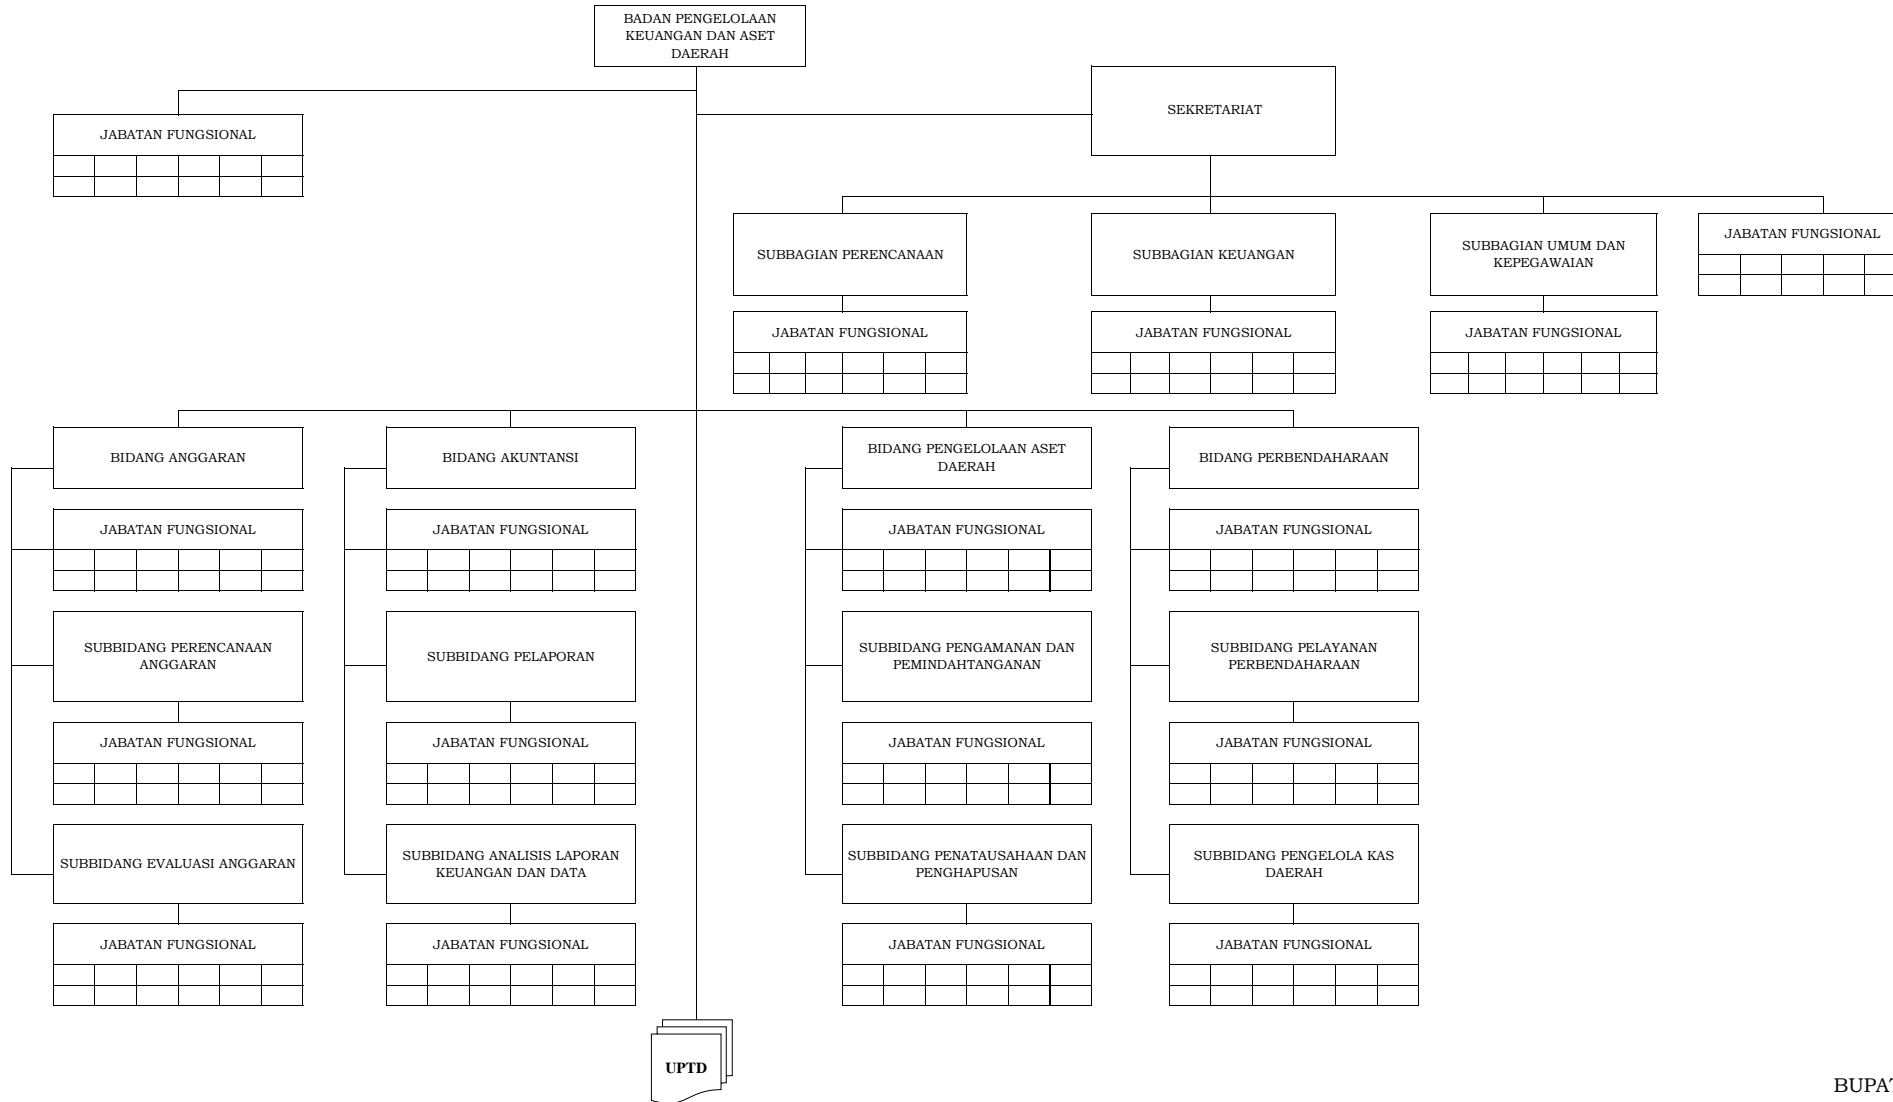 BADAN PENGELOLAAN
KEUANGAN DAN ASET
DAERAH
SEKRETARIAT
JABATAN FUNGSIONAL
SUBBAGIAN PERENCANAAN
SUBBAGIAN KEUANGAN
SUBBAGIAN UMUM DAN
KEPEGAWAIAN
JABATAN FUNGSIONAL
JABATAN FUNGSIONAL
JABATAN FUNGSIONAL
JABATAN FUNGSIONAL
BIDANG ANGGARAN
BIDANG AKUNTANSI
BIDANG PENGELOLAAN ASET
DAERAH
BIDANG PERBENDAHARAAN
JABATAN FUNGSIONAL
JABATAN FUNGSIONAL
JABATAN FUNGSIONAL
JABATAN FUNGSIONAL
SUBBIDANG PERENCANAAN
ANGGARAN
SUBBIDANG PELAPORAN
SUBBIDANG PENGAMANAN DAN
PEMINDAHTANGANAN
SUBBIDANG PELAYANAN
PERBENDAHARAAN
JABATAN FUNGSIONAL
JABATAN FUNGSIONAL
JABATAN FUNGSIONAL
JABATAN FUNGSIONAL
SUBBIDANG EVALUASI ANGGARAN
SUBBIDANG ANALISIS LAPORAN
KEUANGAN DAN DATA
SUBBIDANG PENATAUSAHAAN DAN
PENGHAPUSAN
SUBBIDANG PENGELOLA KAS
DAERAH
JABATAN FUNGSIONAL
JABATAN FUNGSIONAL
JABATAN FUNGSIONAL
JABATAN FUNGSIONAL
UPTD